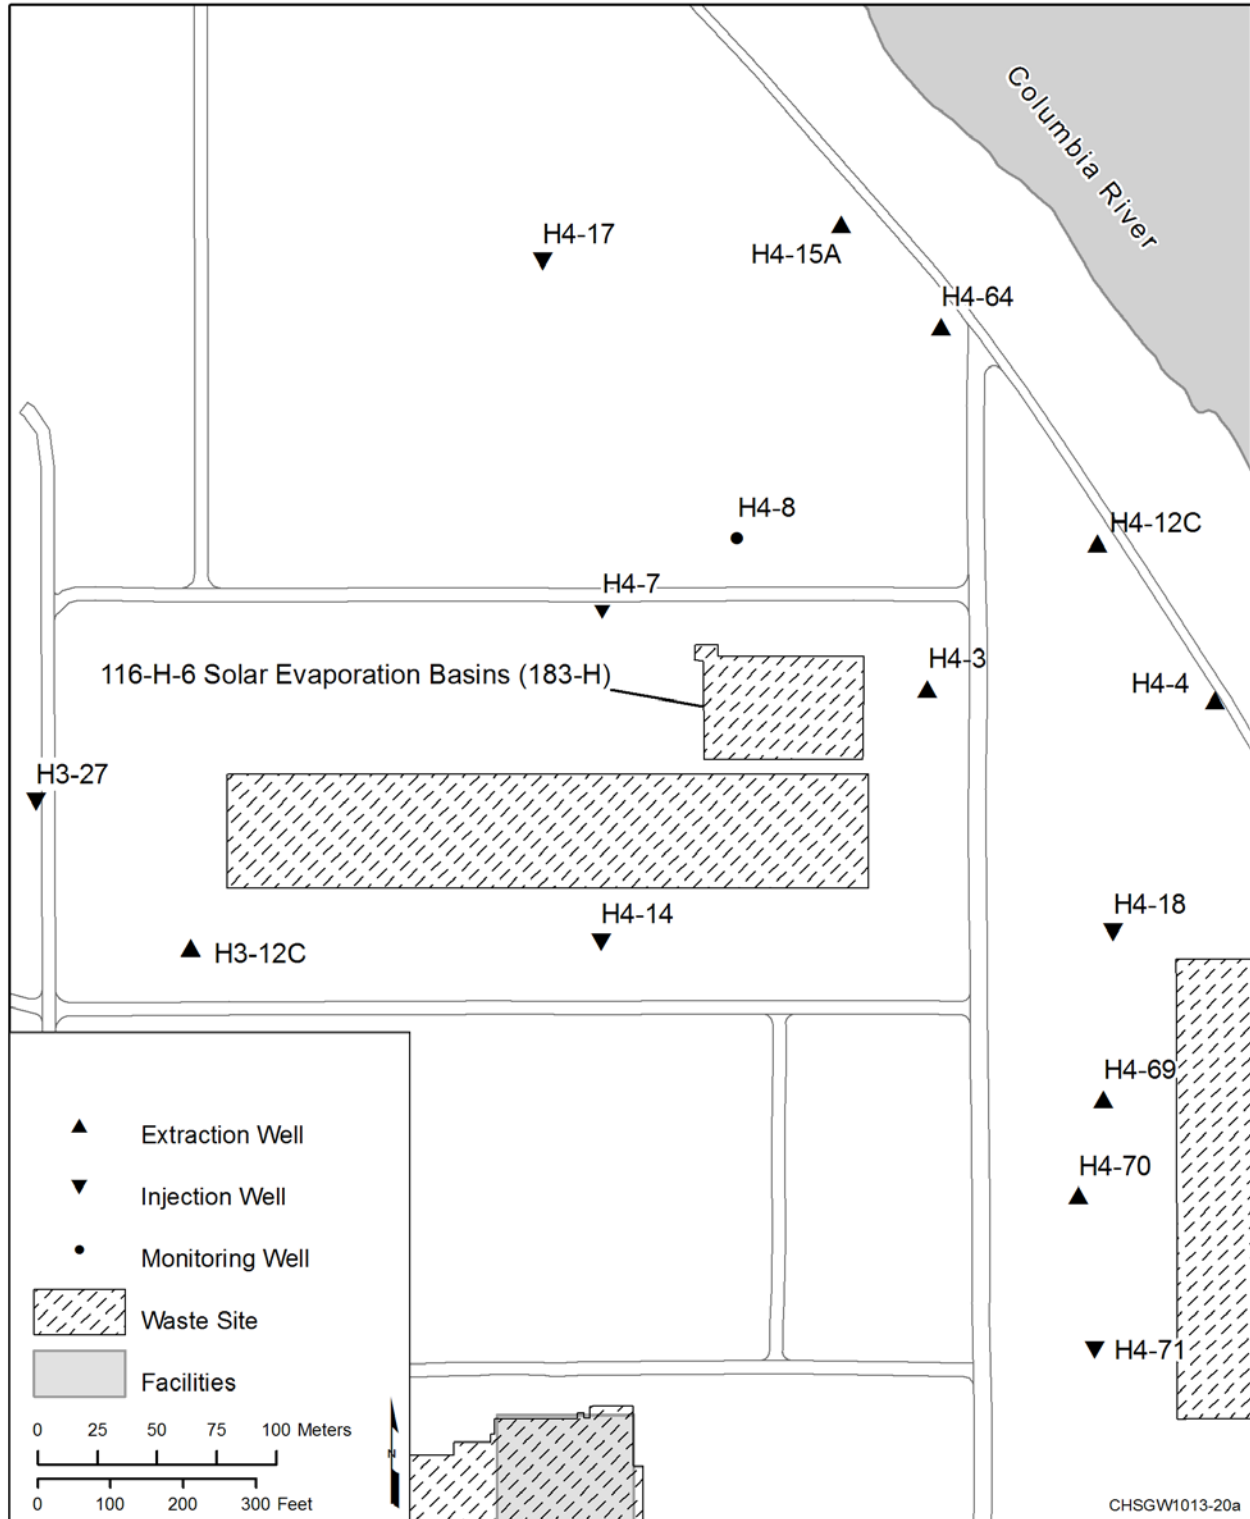 Columbia River
H4-17
H4-15A
H4-64
H4-8
H4-12C
H4-7
116-H-6 Solar Evaporation Basins (183-H)
H4-3
H4-4
H3-27
H4-14
H4-18
H3-12C
H4-69
H4-70
H4-71
Extraction Well
Injection Well
Monitoring Well
Waste Site
Facilities
0 25 50 75 100 Meters
0 100 200 300 Feet
N
CHSGW1013-20a